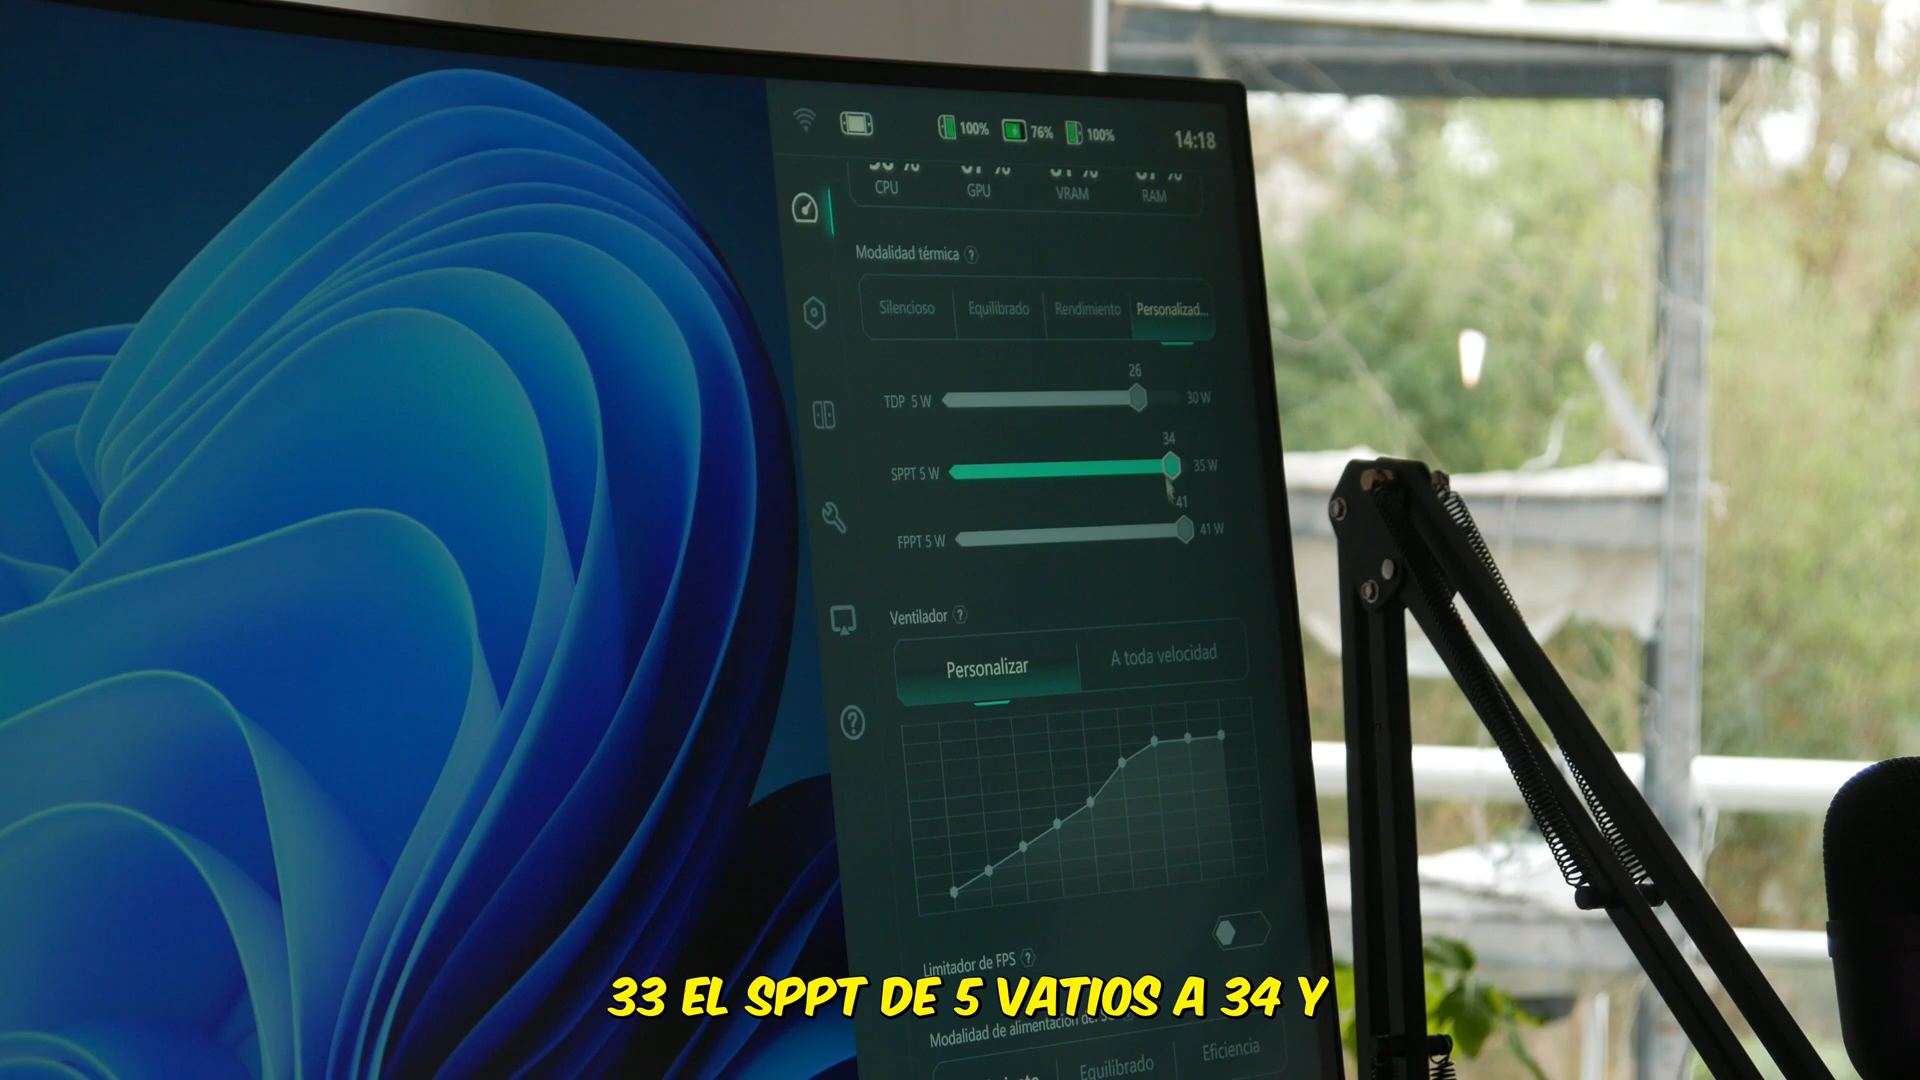 100% 76% 100% 14:18
CPU GPU VRAM RAM
Modalidad térmica ?
Silencioso Equilibrado Rendimiento Personalizad...
26
TDP 5 W 30 W
34
SPPT 5 W 35 W
41
FPPT 5 W 41 W
Ventilador ?
Personalizar A toda velocidad
Limitador de FPS ?
33 EL SPPT DE 5 VATIOS A 34 Y
Modalidad de alimentación
Equilibrado Eficiencia